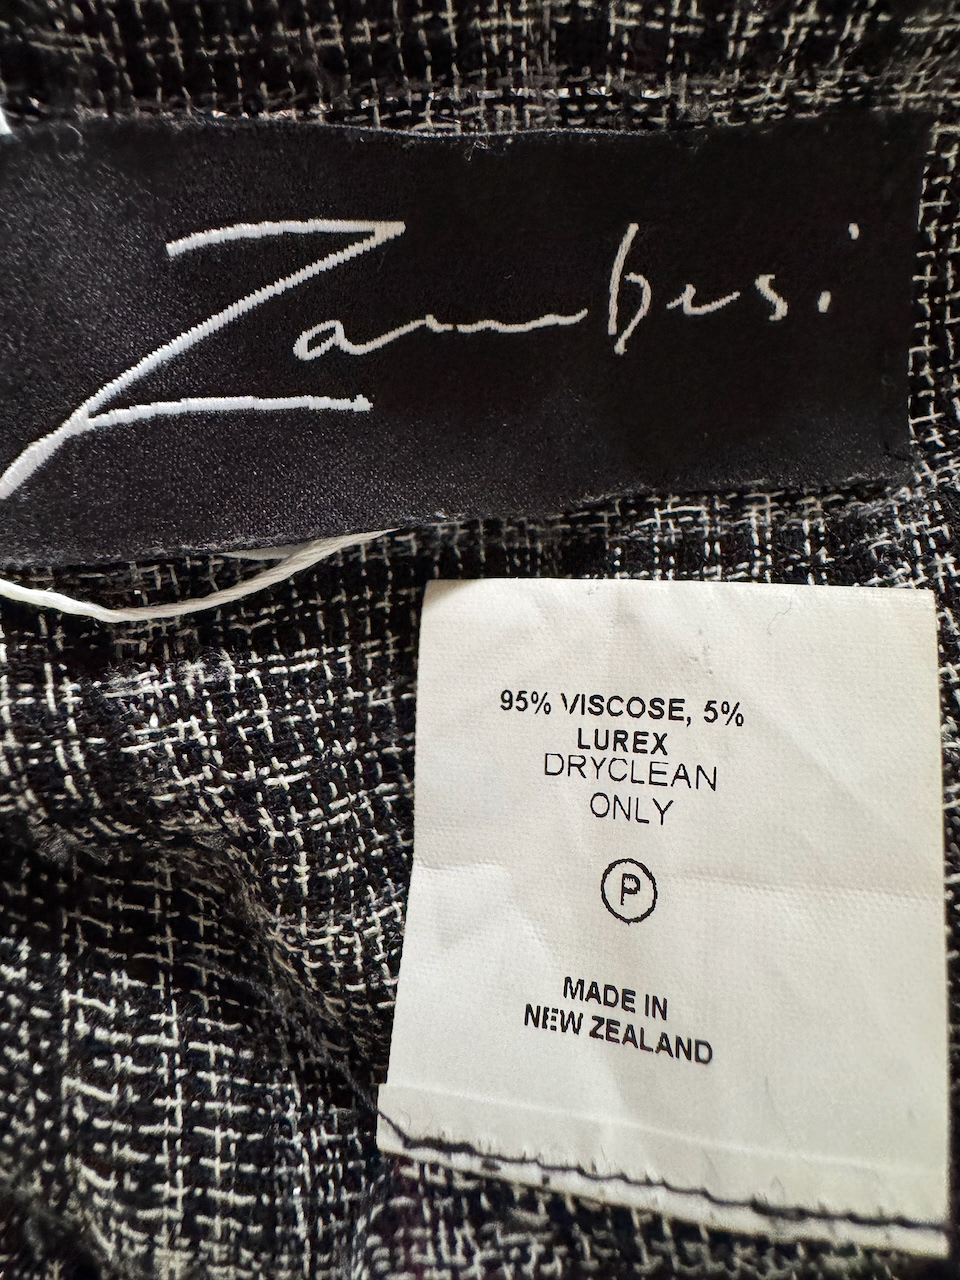 Zambesi
95% VISCOSE, 5%
LUREX
DRYCLEAN
ONLY
P
MADE IN
NEW ZEALAND